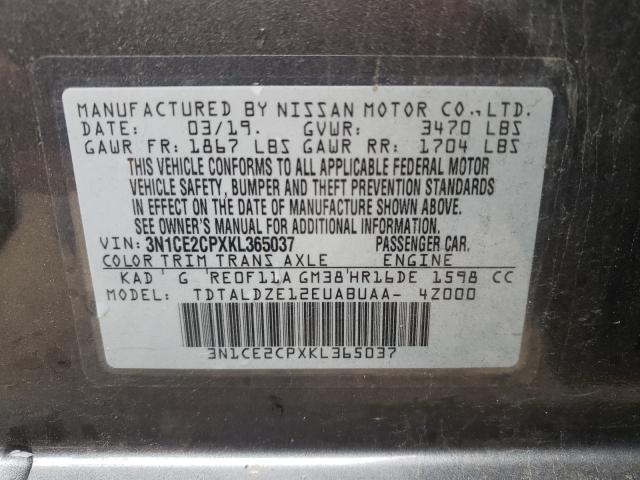 MANUFACTURED BY NISSAN MOTOR CO.,LTD.
DATE: 03/19. GVWR: 3470 LBS
GAWR FR: 1867 LBS GAWR RR: 1704 LBS
THIS VEHICLE CONFORMS TO ALL APPLICABLE FEDERAL MOTOR
VEHICLE SAFETY, BUMPER AND THEFT PREVENTION STANDARDS
IN EFFECT ON THE DATE OF MANUFACTURE SHOWN ABOVE.
SEE OWNER'S MANUAL FOR ADDITIONAL INFORMATION.
VIN: 3N1CE2CPXKL365037 PASSENGER CAR.
COLOR TRIM TRANS AXLE ENGINE
KAD G RE0F11A GM38 HR16DE 1598 CC
MODEL: TDTALDZE12EUABUAA- 4Z000
3N1CE2CPXKL365037